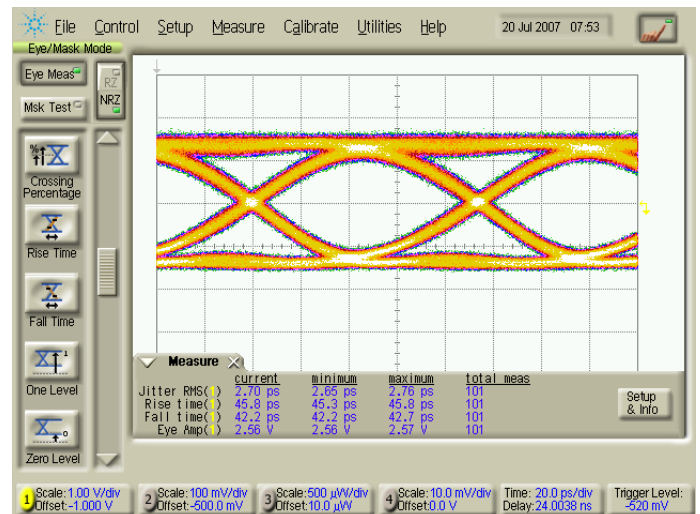 File Control Setup Measure Calibrate Utilities Help 20 Jul 2007 07:53
Eye/Mask Mode
Eye Meas
RZ
Msk Test
NRZ
%
Crossing
Percentage
Rise Time
Fall Time
1
One Level
0
Zero Level
Measure
current minimum maximum total meas
Jitter RMS(1) 2.70 ps 2.65 ps 2.76 ps 101
Rise time(1) 45.8 ps 45.3 ps 45.8 ps 101
Fall time(1) 42.2 ps 42.2 ps 42.7 ps 101
Eye Amp(1) 2.56 V 2.56 V 2.57 V 101
Setup
& Info
1 Scale:1.00 V/div
Offset:-1.000 V
2 Scale:100 mV/div
Offset:-500.0 mV
3 Scale:500 µW/div
Offset:10.0 µW
4 Scale:10.0 mV/div
Offset:0.0 V
Time: 20.0 ps/div
Delay:24.0038 ns
Trigger Level:
-520 mV